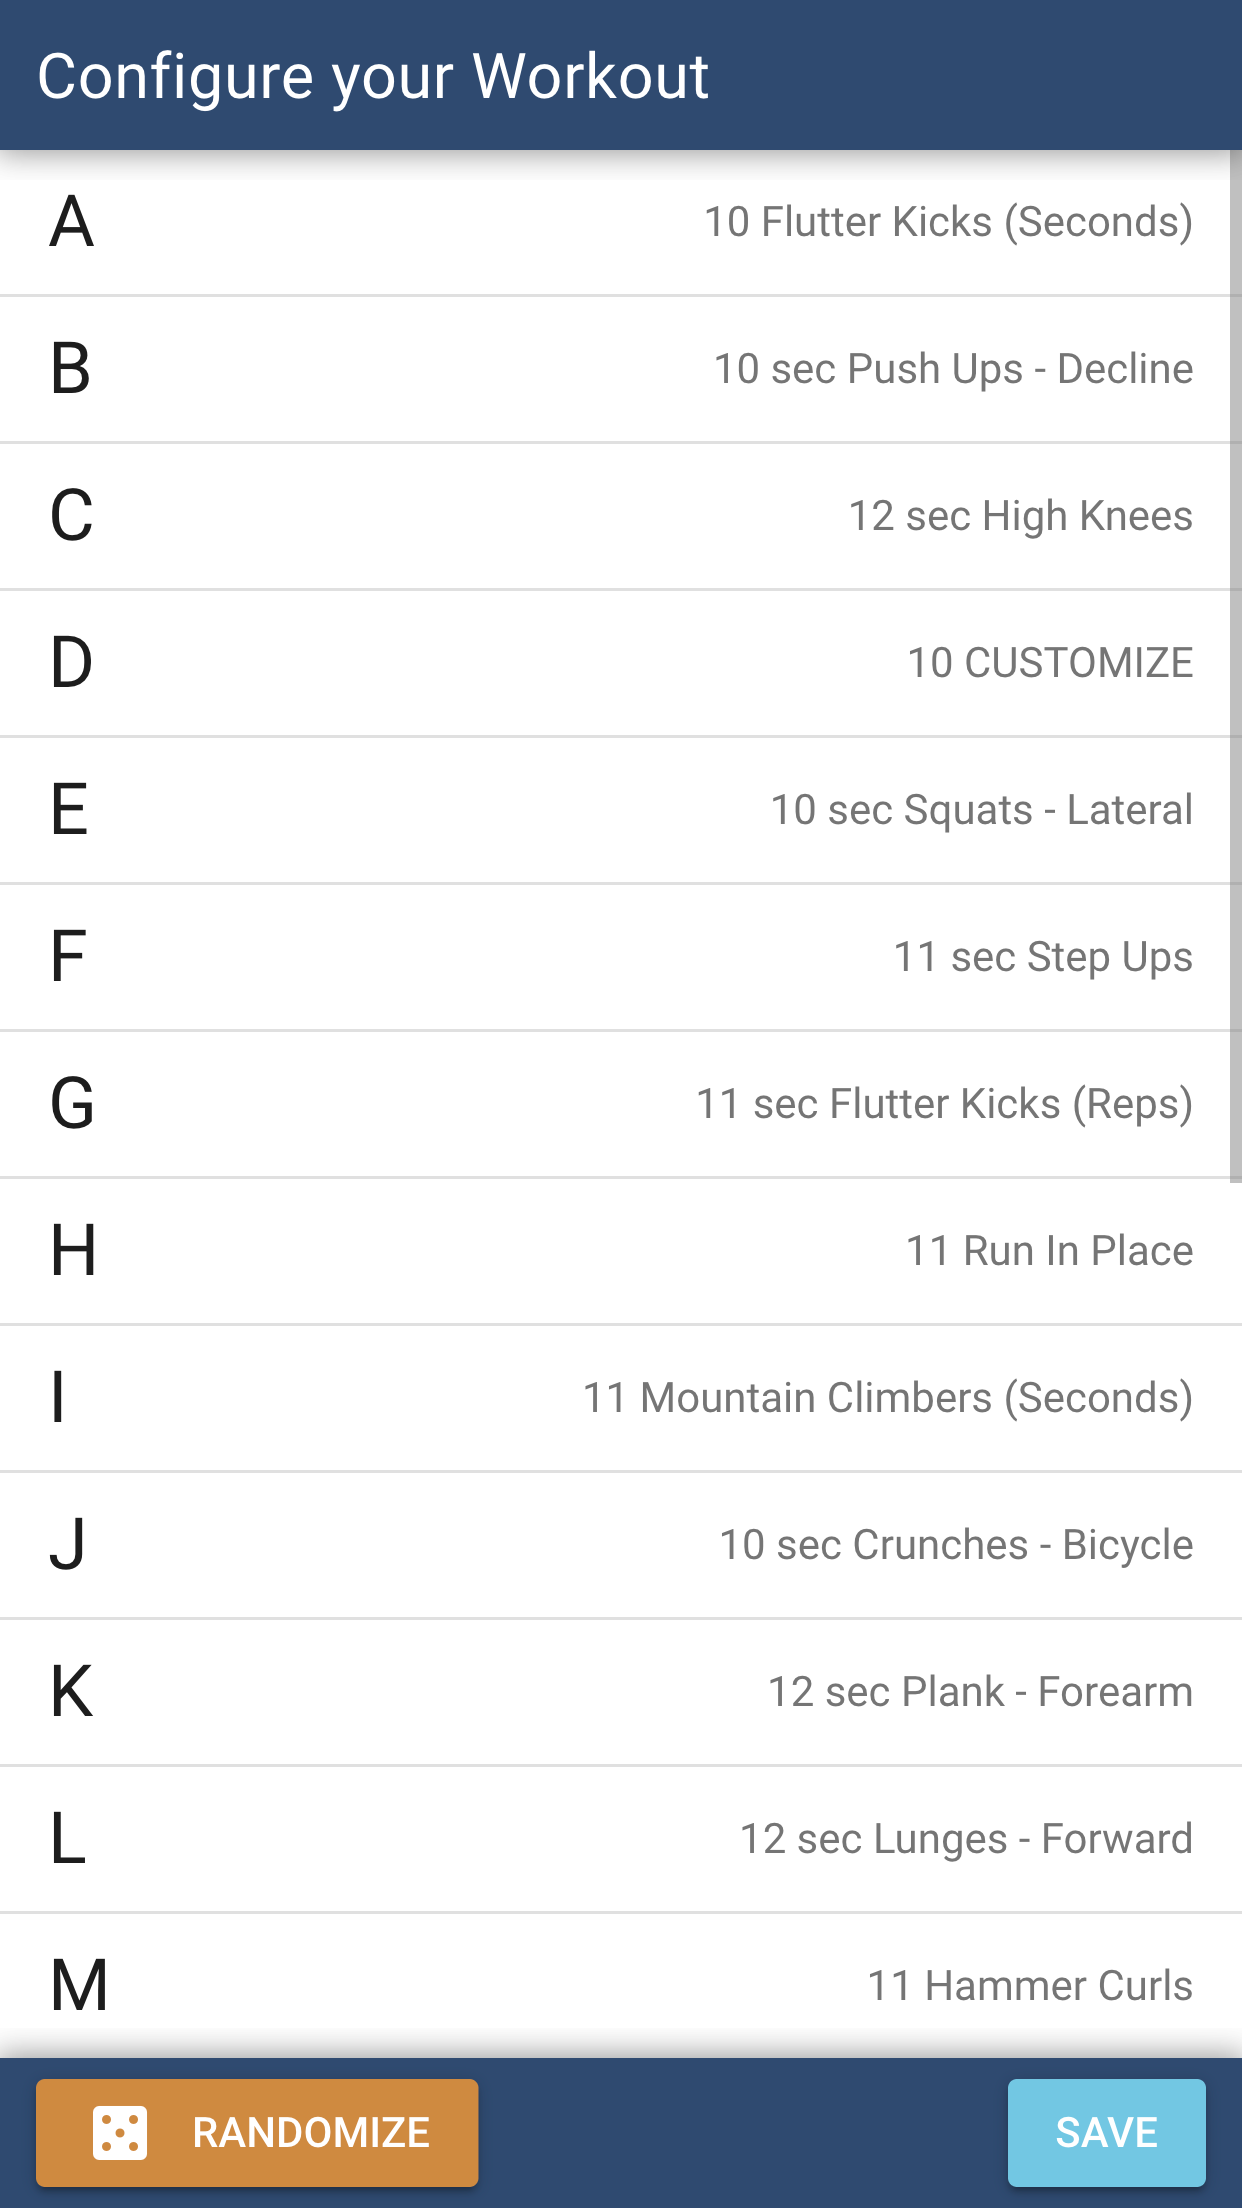 Configure your Workout
A 10 Flutter Kicks (Seconds)
B 10 sec Push Ups - Decline
C 12 sec High Knees
D 10 CUSTOMIZE
E 10 sec Squats - Lateral
F 11 sec Step Ups
G 11 sec Flutter Kicks (Reps)
H 11 Run In Place
I 11 Mountain Climbers (Seconds)
J 10 sec Crunches - Bicycle
K 12 sec Plank - Forearm
L 12 sec Lunges - Forward
M 11 Hammer Curls
RANDOMIZE SAVE